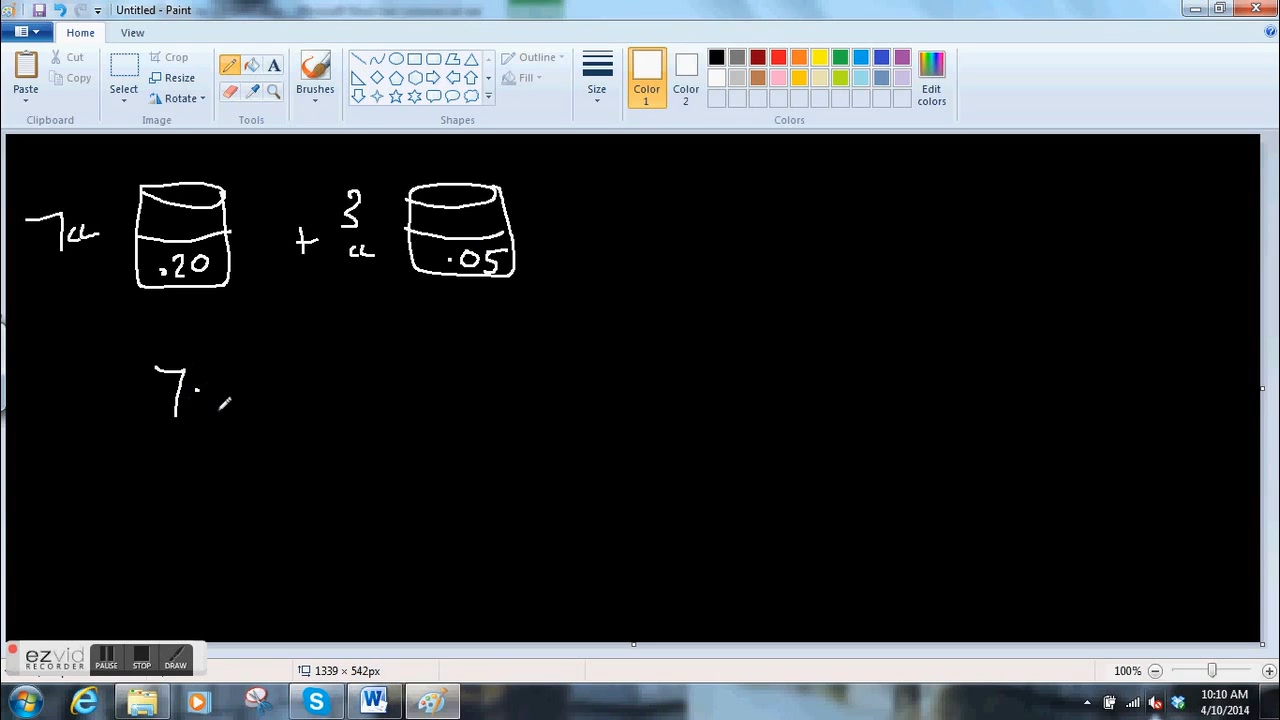 Untitled - Paint
Home View
Cut
Copy
Paste
Clipboard
Select
Crop
Resize
Rotate
Image
Tools
Brushes
Outline
Fill
Shapes
Size
Color 1
Color 2
Edit colors
Colors
7 .20 + 3 .05
7.
ezvid
RECORDER
PAUSE STOP DRAW
1339 × 542px
100%
10:10 AM
4/10/2014